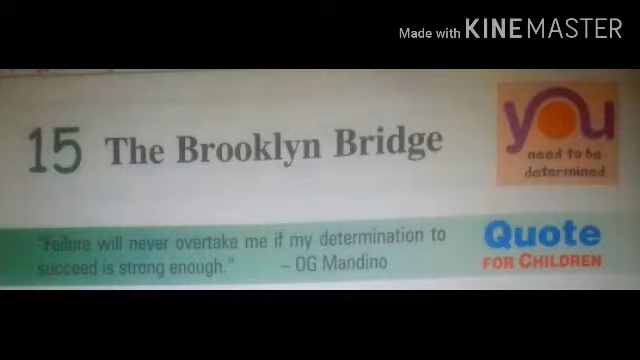 Made with KINEMASTER
15 The Brooklyn Bridge
you
need to be
determined
"Failure will never overtake me if my determination to
succeed is strong enough." – OG Mandino
Quote
FOR CHILDREN